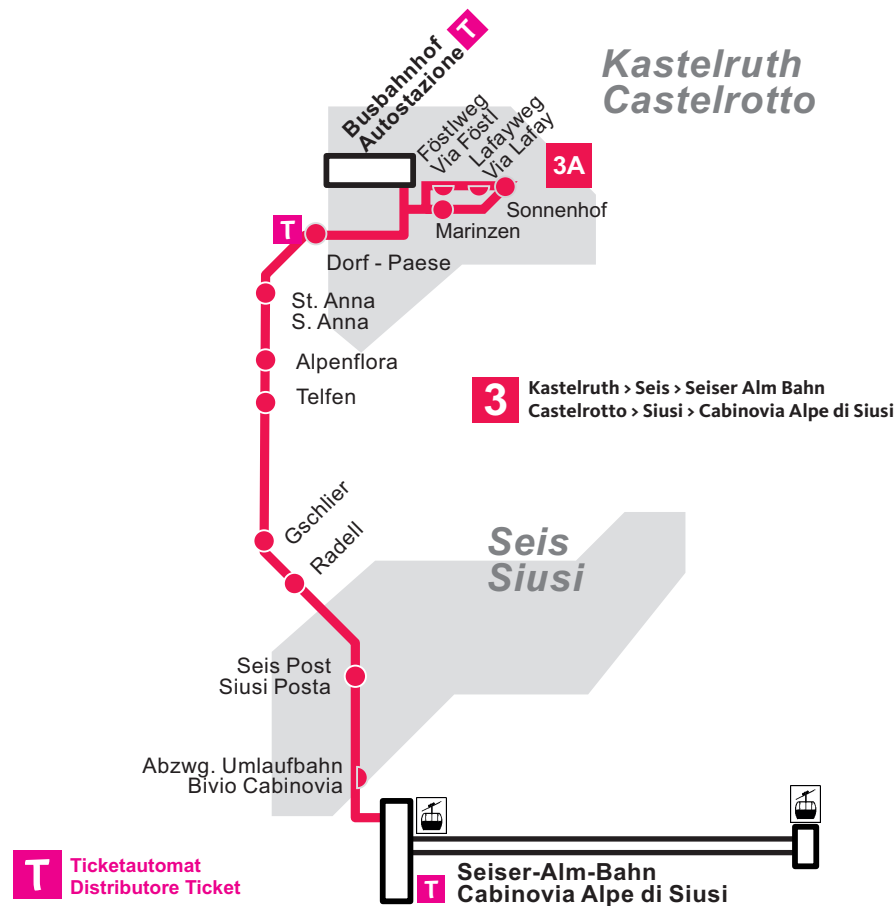 Busbahnhof
Autostazione
T
Kastelruth
Castelrotto
Föstlweg
Via Föstl
Lafayweg
Via Lafay
3A
Sonnenhof
Marinzen
T
Dorf - Paese
St. Anna
S. Anna
Alpenflora
Telfen
3
Kastelruth › Seis › Seiser Alm Bahn
Castelrotto › Siusi › Cabinovia Alpe di Siusi
Gschlier
Radell
Seis
Siusi
Seis Post
Siusi Posta
Abzwg. Umlaufbahn
Bivio Cabinovia
T
Ticketautomat
Distributore Ticket
T
Seiser-Alm-Bahn
Cabinovia Alpe di Siusi